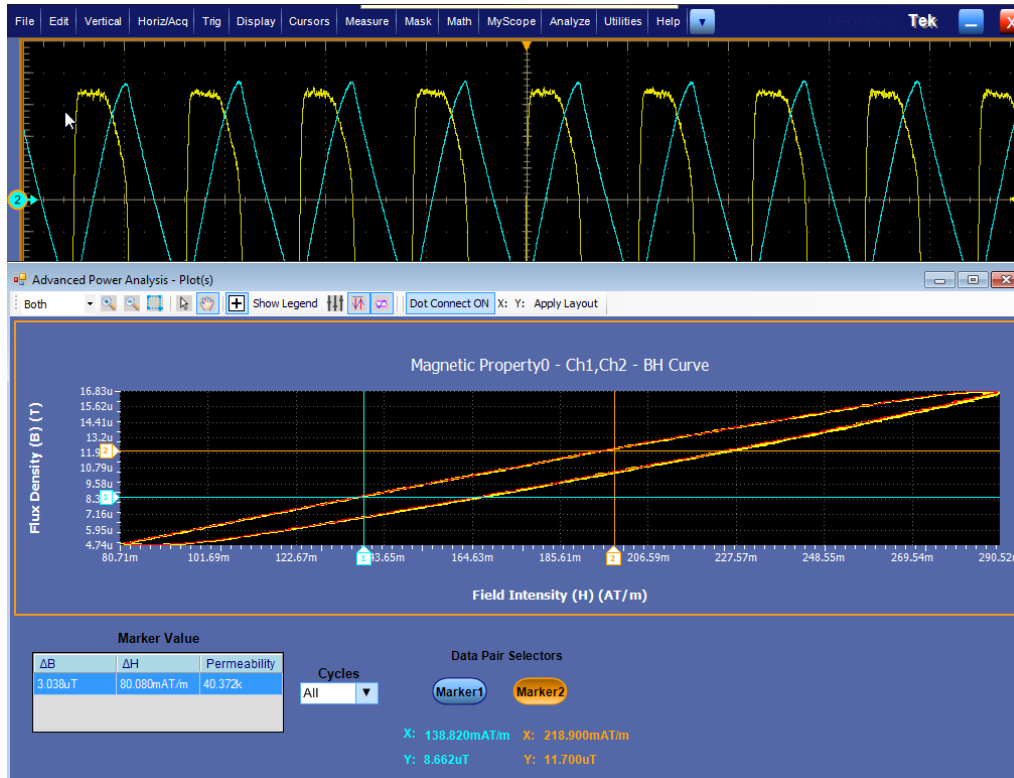 File Edit Vertical Horiz/Acq Trig Display Cursors Measure Mask Math MyScope Analyze Utilities Help Tek X
2
Advanced Power Analysis - Plot(s)
Both Show Legend Dot Connect ON X: Y: Apply Layout
Magnetic Property0 - Ch1,Ch2 - BH Curve
Flux Density (B) (T)
16.83u
15.62u
14.41u
13.2u
2
10.79u
9.58u
1
7.16u
5.95u
4.74u
80.71m 101.69m 122.67m 1 164.63m 185.61m 2 206.59m 227.57m 248.55m 269.54m 290.52m
Field Intensity (H) (AT/m)
Marker Value
ΔB ΔH Permeability
3.038uT 80.080mAT/m 40.372k
Cycles
All
Data Pair Selectors
Marker1 Marker2
X: 138.820mAT/m X: 218.900mAT/m
Y: 8.662uT Y: 11.700uT